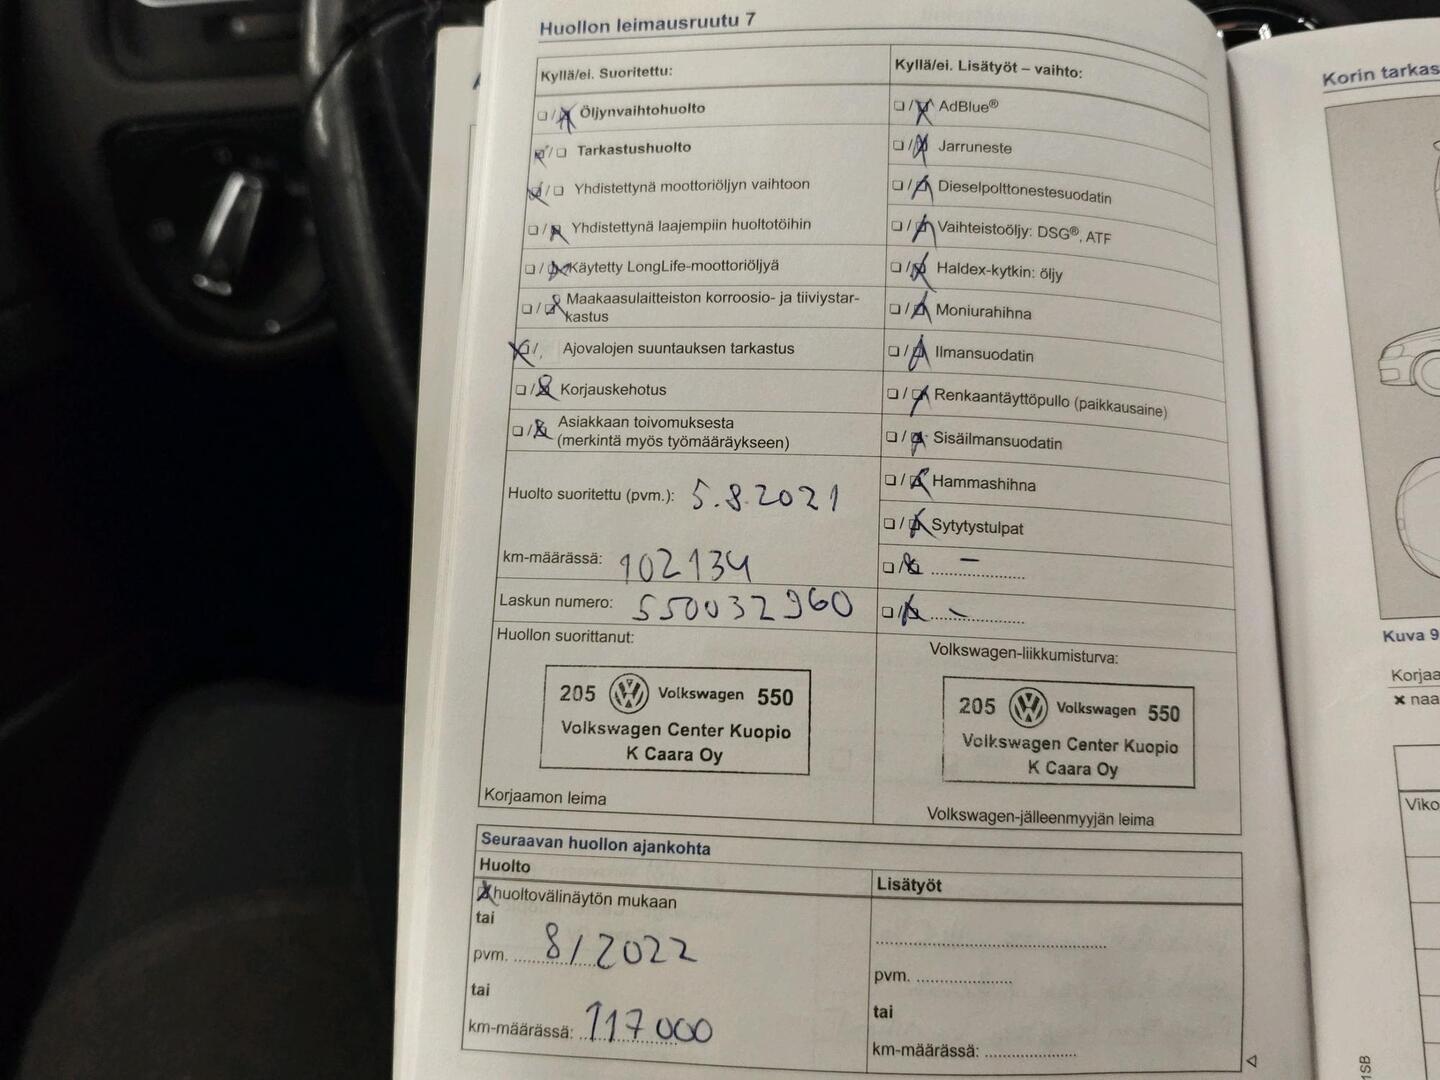 Huollon leimausruutu 7
Kyllä/ei. Suoritettu:
Öljynvaihtohuolto
Tarkastushuolto
Yhdistettynä moottoriöljyn vaihtoon
Yhdistettynä laajempiin huoltotöihin
Käytetty LongLife-moottoriöljyä
Maakaasulaitteiston korroosio- ja tiiviystar-
kastus
Ajovalojen suuntauksen tarkastus
Korjauskehotus
Asiakkaan toivomuksesta
(merkintä myös työmääräykseen)
Huolto suoritettu (pvm.): 5.8.2021
km-määrässä: 102134
Laskun numero: 550032960
Huollon suorittanut:
205 Volkswagen 550
Volkswagen Center Kuopio
K Caara Oy
Korjaamon leima
Kyllä/ei. Lisätyöt – vaihto:
AdBlue®
Jarruneste
Dieselpolttonestesuodatin
Vaihteistoöljy: DSG®, ATF
Haldex-kytkin: öljy
Moniurahihna
Ilmansuodatin
Renkaantäyttöpullo (paikkausaine)
Sisäilmansuodatin
Hammashihna
Sytytystulpat
Volkswagen-liikkumisturva:
205 Volkswagen 550
Volkswagen Center Kuopio
K Caara Oy
Volkswagen-jälleenmyyjän leima
Seuraavan huollon ajankohta
Huolto
huoltovälinäytön mukaan
tai
pvm. 8/2022
tai
km-määrässä: 117 000
Lisätyöt
pvm.
tai
km-määrässä:
Korin tarkas
Kuva 9
Korjaa
✖ naa
Viko
1SB